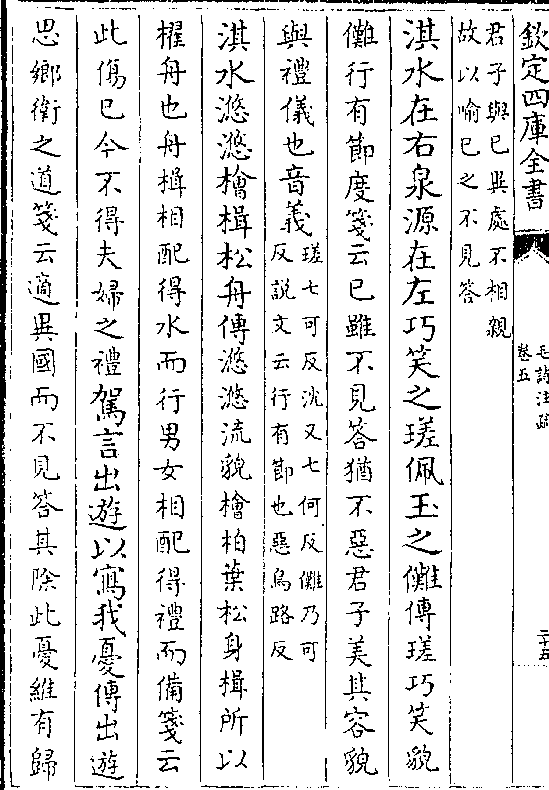 欽定四庫全書
毛詩注疏
卷五
二十五
君子與已異處不相親
故以喻已之不見答
淇水在右泉源在左巧笑之瑳佩玉之儺傳瑳巧笑貌
儺行有節度箋云已雖不見答猶不惡君子美其容貌
與禮儀也音義
瑳七可反沈又七何反儺乃可
反說文云行有節也惡烏路反
淇水滺滺檜楫松舟傳滺滺流貌檜柏葉松身楫所以
櫂舟也舟楫相配得水而行男女相配得禮而備箋云
此傷已今不得夫婦之禮駕言出遊以寫我憂傳出遊
思鄉衛之道箋云適異國而不見答其除此憂維有歸